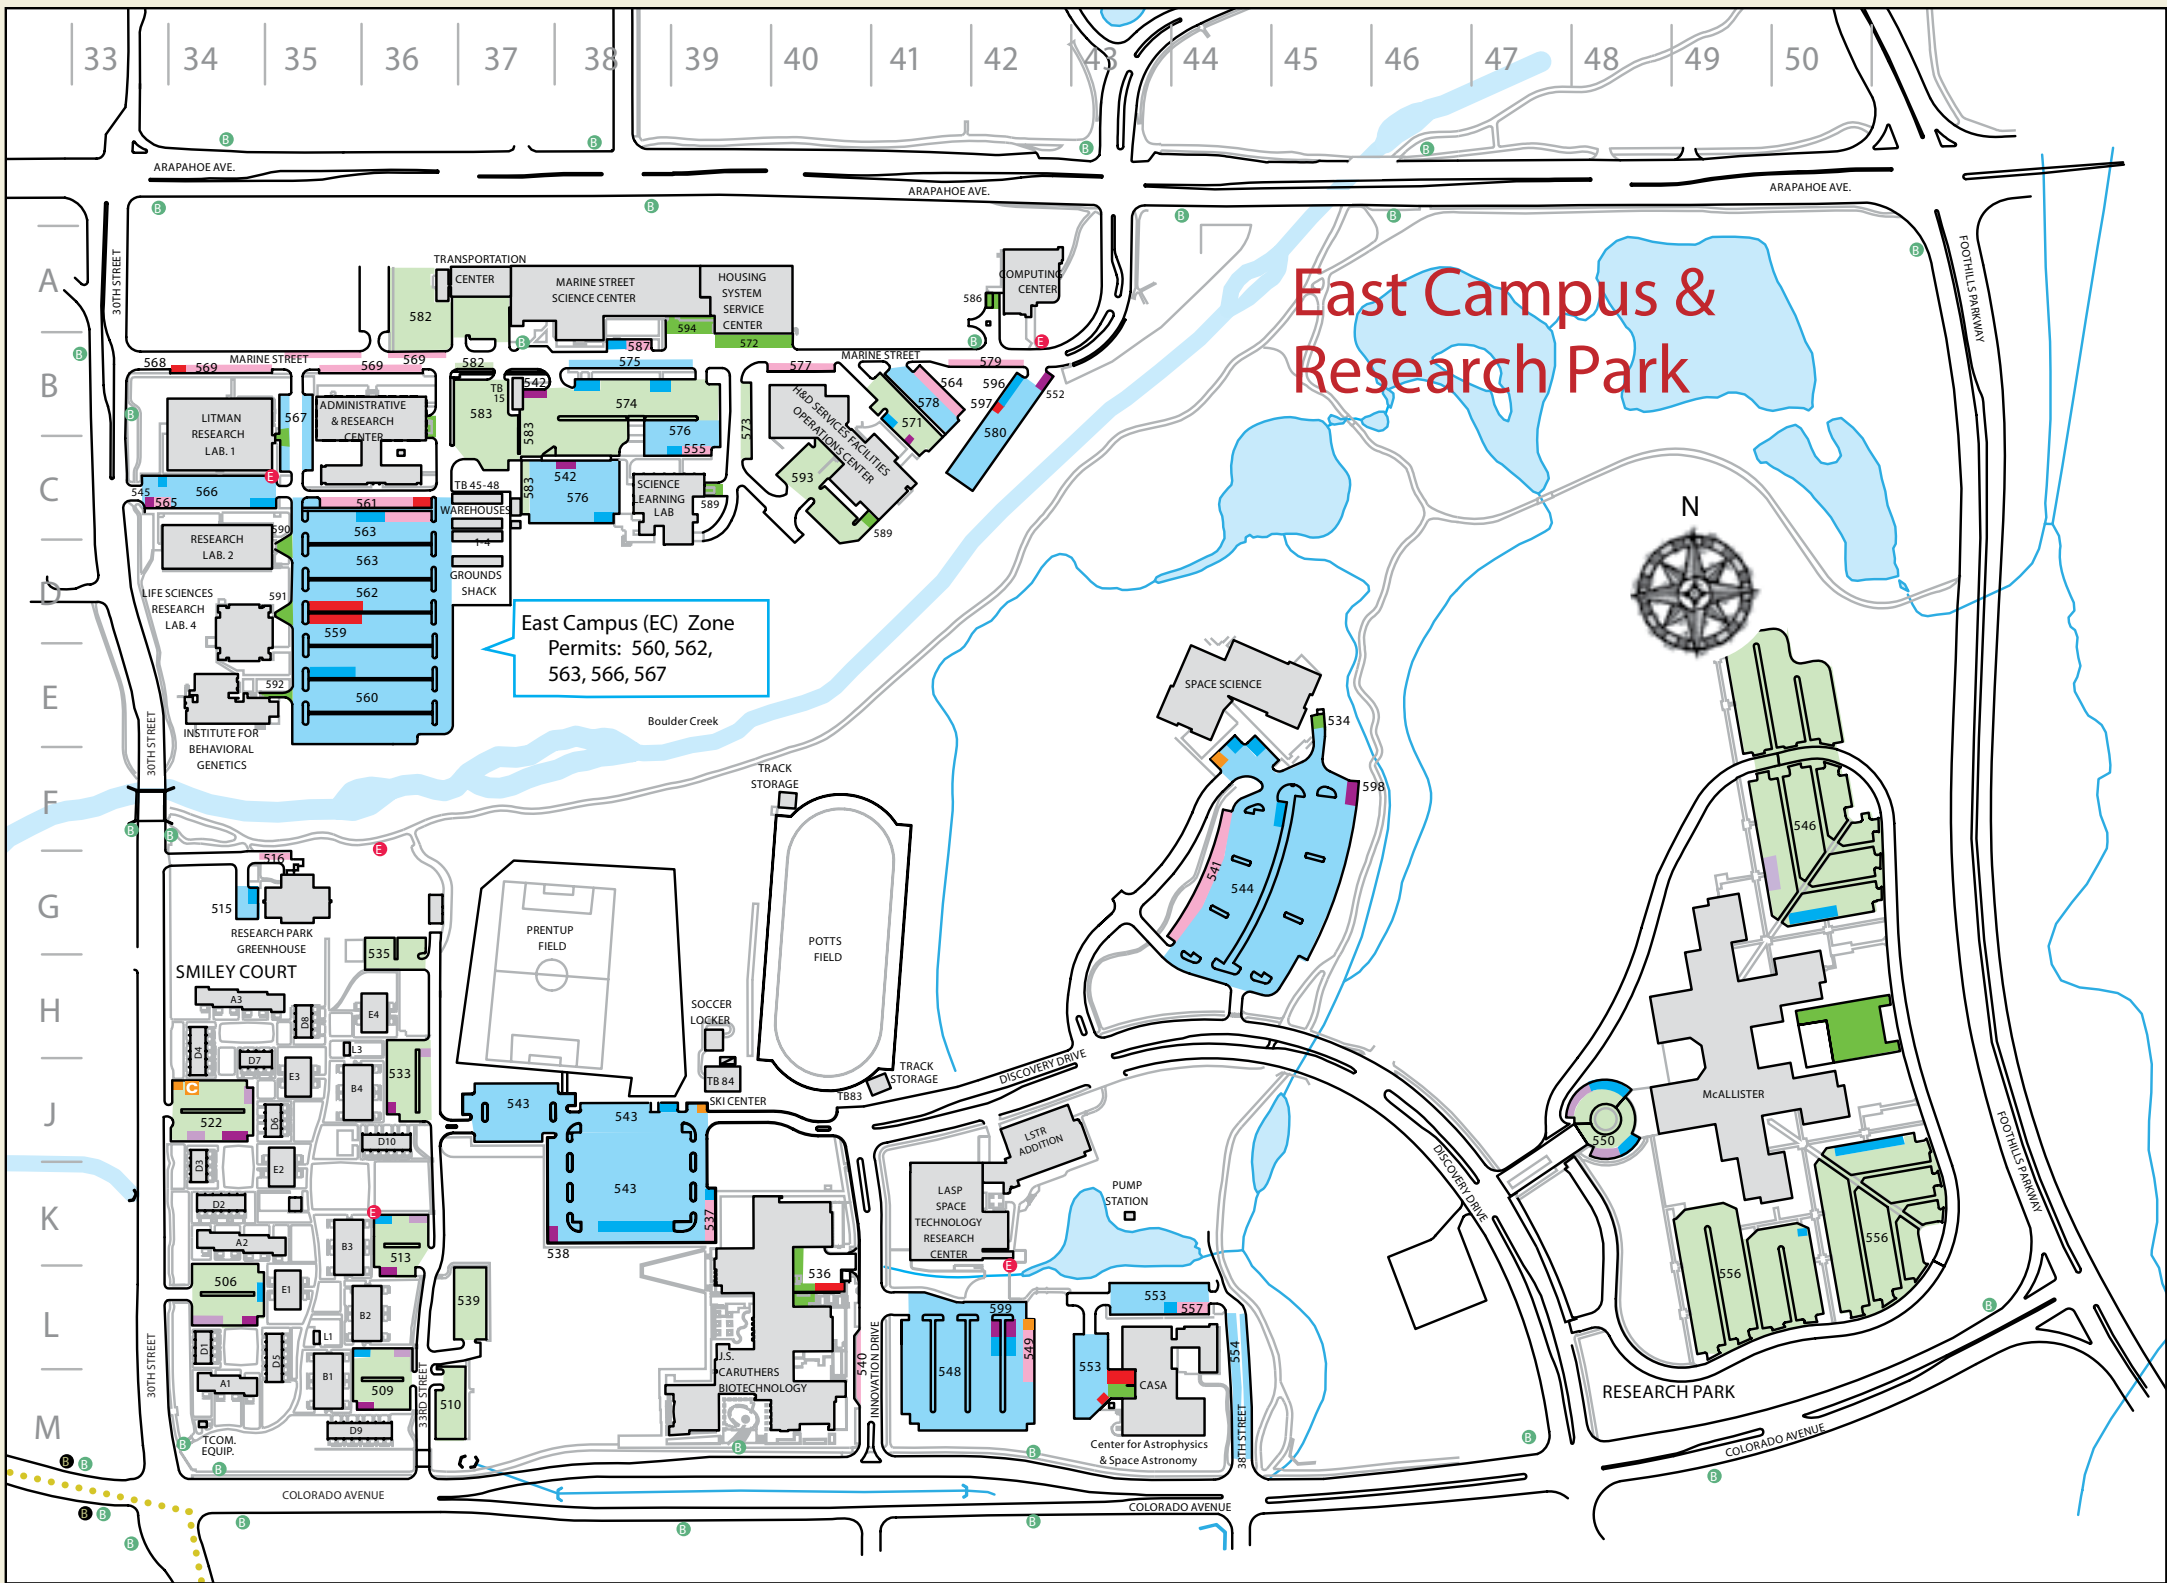 33 34 35 36 37 38 39 40 41 42 43 44 45 46 47 48 49 50
B B B B
ARAPAHOE AVE.
ARAPAHOE AVE.
ARAPAHOE AVE.
B B B B B
30TH STREET
FOOTHILLS PARKWAY
A
East Campus &
Research Park
TRANSPORTATION
CENTER
MARINE STREET
SCIENCE CENTER
HOUSING
SYSTEM
SERVICE
CENTER
COMPUTING
CENTER
586
582
594
572
587
B
B
B
E
568
569
MARINE STREET
569
569
582
575
577
MARINE STREET
579
B
LITMAN
RESEARCH
LAB. 1
567
ADMINISTRATIVE
& RESEARCH
CENTER
TB
15
542
583
583
574
576
555
573
H&D SERVICES FACILITIES
OPERATIONS CENTER
564
578
571
596
597
552
580
B
N
C
545
565
566
E
561
TB 45-48
WAREHOUSES
1-4
583
542
576
SCIENCE
LEARNING
LAB
589
593
589
D
590
RESEARCH
LAB. 2
563
563
562
559
560
GROUNDS
SHACK
LIFE SCIENCES
RESEARCH
LAB. 4
591
East Campus (EC) Zone
Permits: 560, 562,
563, 566, 567
E
592
INSTITUTE FOR
BEHAVIORAL
GENETICS
30TH STREET
Boulder Creek
SPACE SCIENCE
534
F
B
B
E
TRACK
STORAGE
598
546
G
516
515
RESEARCH PARK
GREENHOUSE
PRENTUP
FIELD
POTTS
FIELD
541
544
535
SMILEY COURT
H
A3
D8
E4
D4
D7
L3
E3
B4
533
SOCCER
LOCKER
TB 84
SKI CENTER
TRACK
STORAGE
TB83
DISCOVERY DRIVE
J
C
522
D6
D10
543
543
543
LSTR
ADDITION
McALLISTER
550
DISCOVERY DRIVE
FOOTHILLS PARKWAY
K
D3
E2
D2
A2
B3
E
513
538
537
LASP
SPACE
TECHNOLOGY
RESEARCH
CENTER
E
PUMP
STATION
556
556
L
506
E1
B2
L1
D1
D5
539
536
J.S.
CARUTHERS
BIOTECHNOLOGY
540
INNOVATION DRIVE
599
548
549
553
557
553
554
CASA
B
RESEARCH PARK
M
30TH STREET
A1
B1
509
D9
33RD STREET
510
TCOM.
EQUIP.
B
B
B
B
Center for Astrophysics
& Space Astronomy
38TH STREET
B
B
COLORADO AVENUE
B
B
COLORADO AVENUE
COLORADO AVENUE
B
B
B
B
B
B